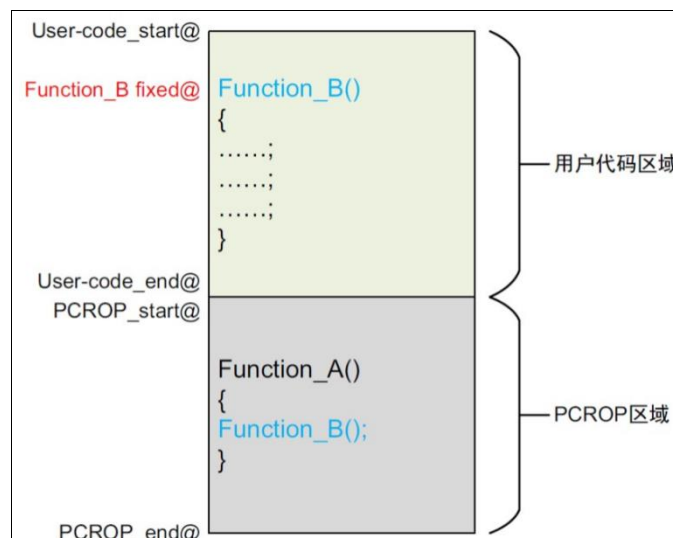 User-code_start@
Function_B fixed@
Function_B()
{
……;
……;
……;
}
用户代码区域
User-code_end@
PCROP_start@
Function_A()
{
Function_B();
}
PCROP区域
PCROP_end@